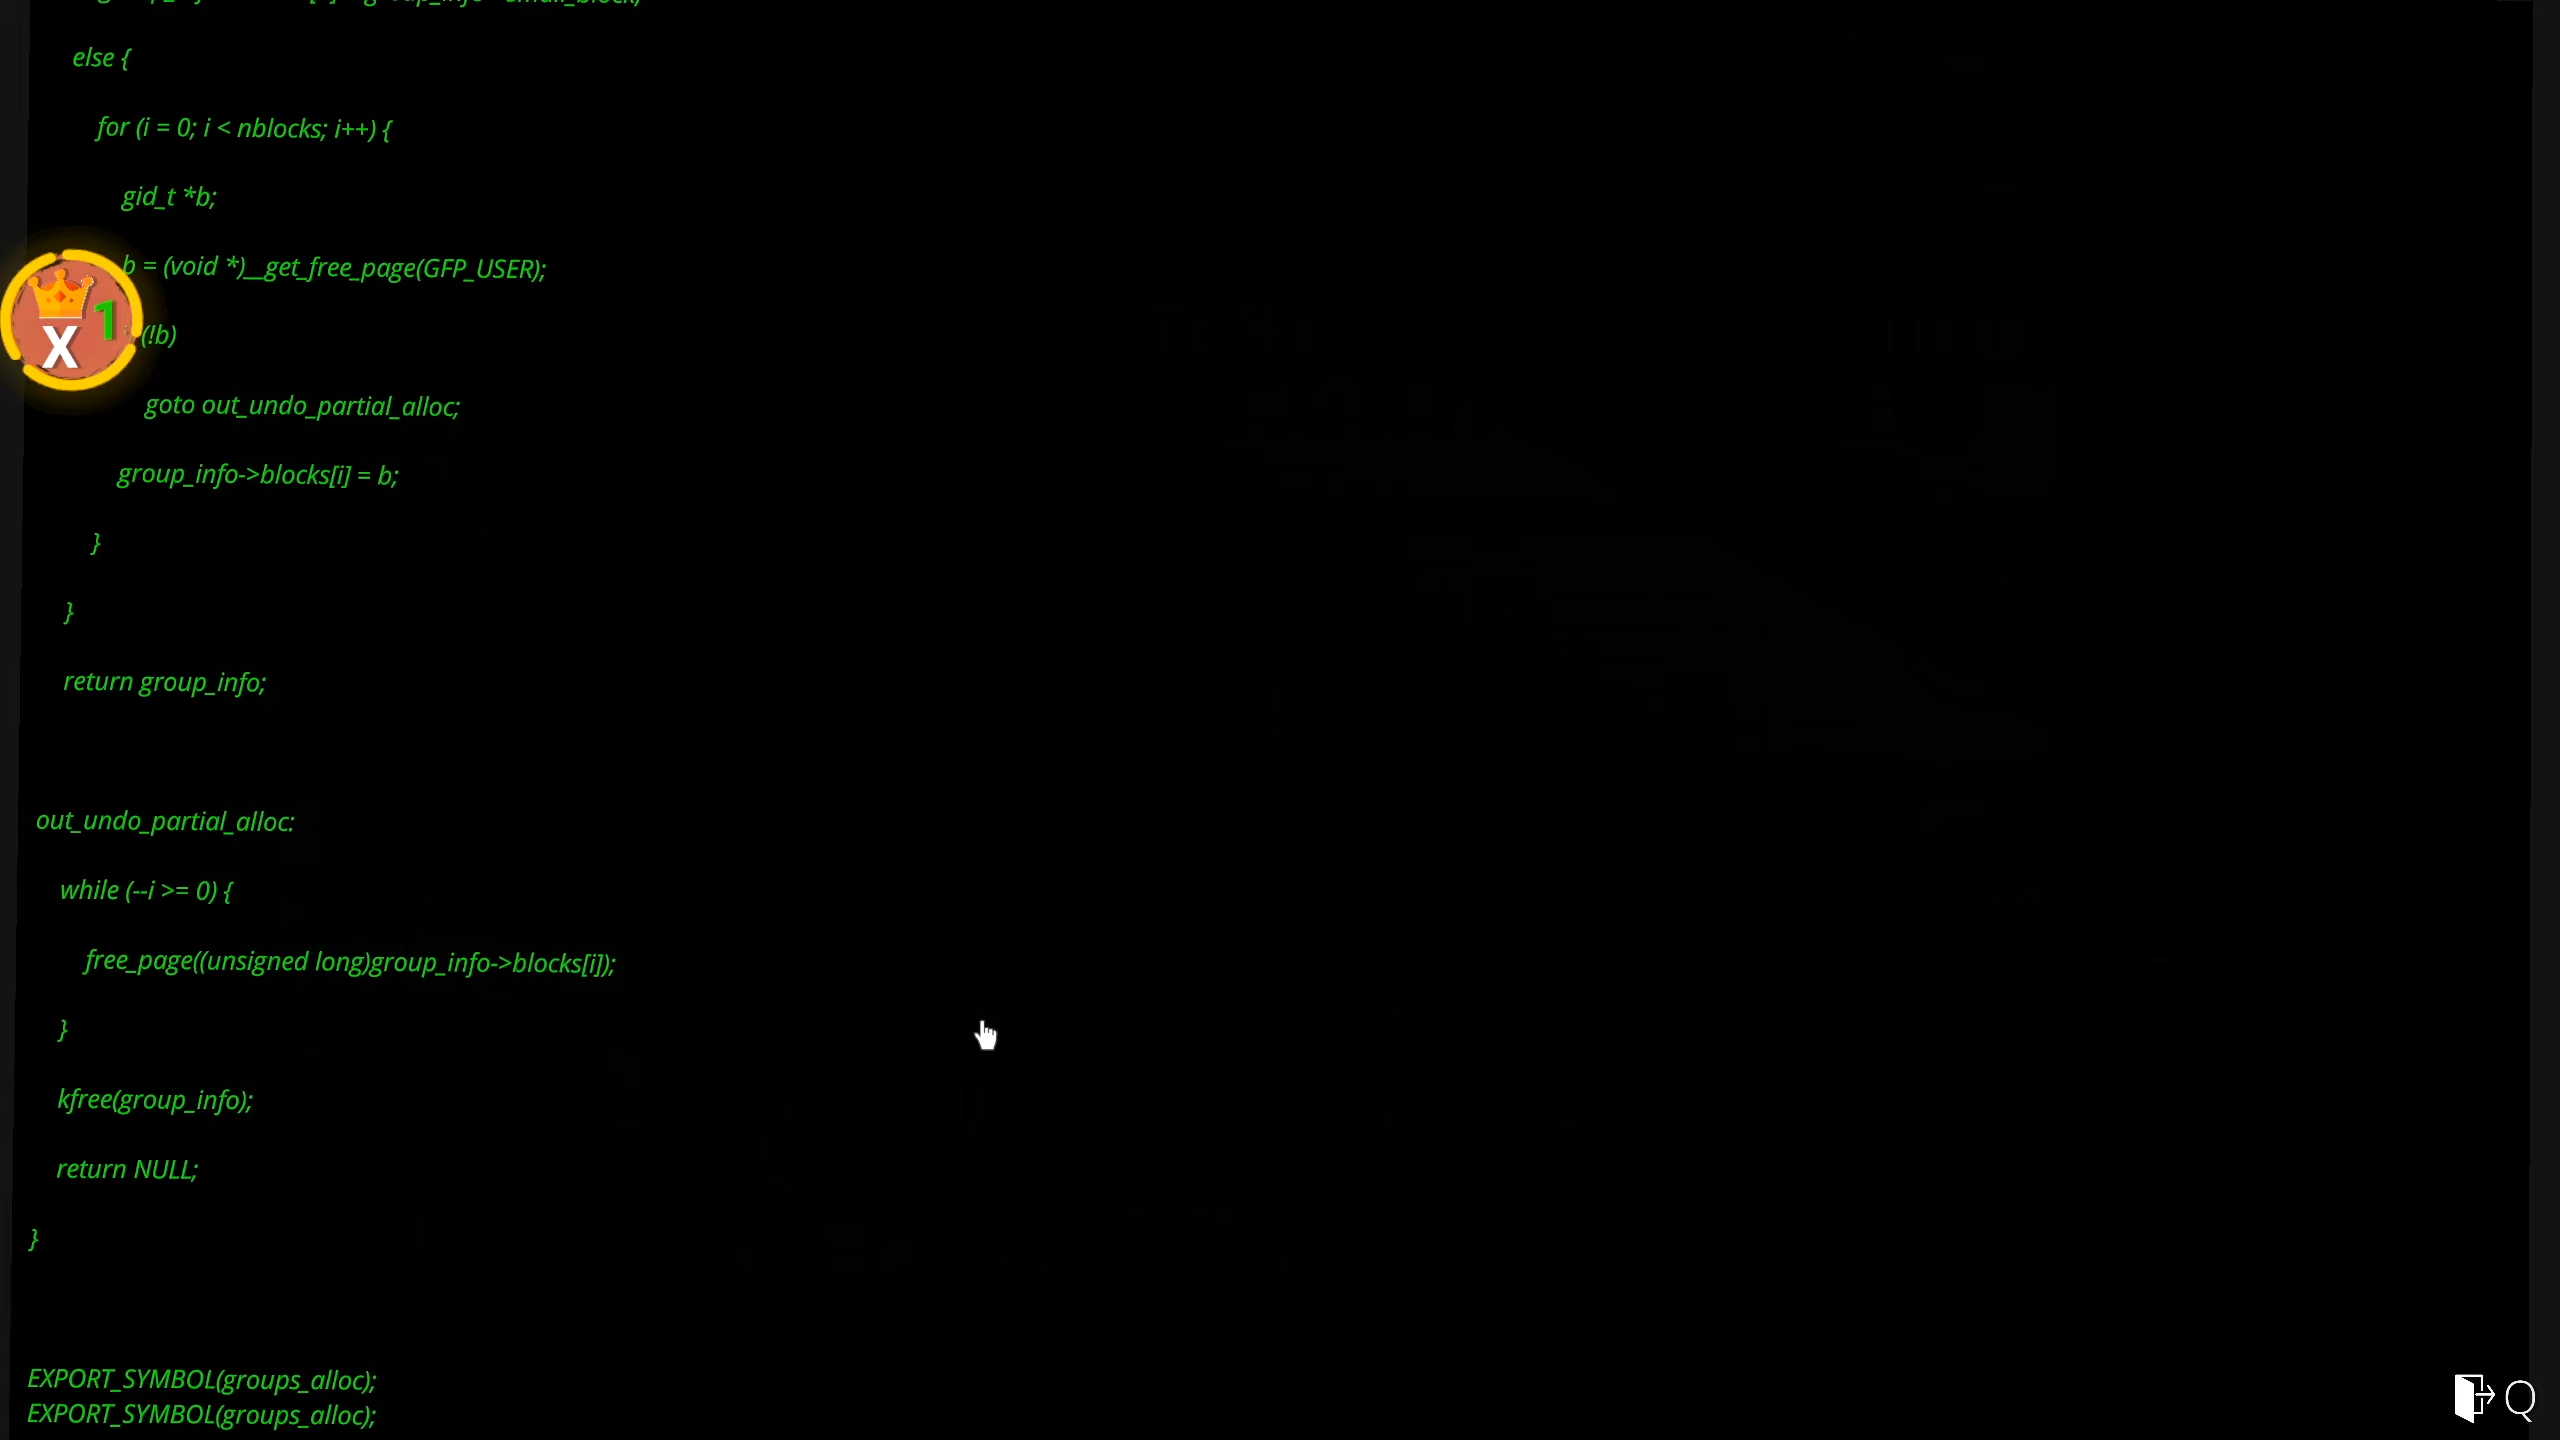 else {
for (i = 0; i < nblocks; i++) {
gid_t *b;
b = (void *)__get_free_page(GFP_USER);
(!b)
X 1
goto out_undo_partial_alloc;
group_info->blocks[i] = b;
}
}
return group_info;
out_undo_partial_alloc:
while (--i >= 0) {
free_page((unsigned long)group_info->blocks[i]);
}
kfree(group_info);
return NULL;
}
EXPORT_SYMBOL(groups_alloc);
EXPORT_SYMBOL(groups_alloc);
Q